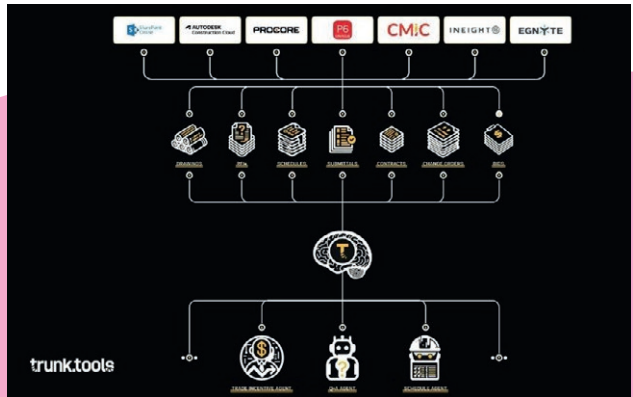 SharePoint
AUTODESK
Construction Cloud
PROCORE
P6
CMiC
INEIGHT
EGNYTE
DRAWINGS
RFIs
SCHEDULES
SUBMITTALS
CONTRACTS
CHANGE ORDERS
BIDS
T
trunk.tools
TRADE INCENTIVE AGENT
Q&A AGENT
SCHEDULE AGENT